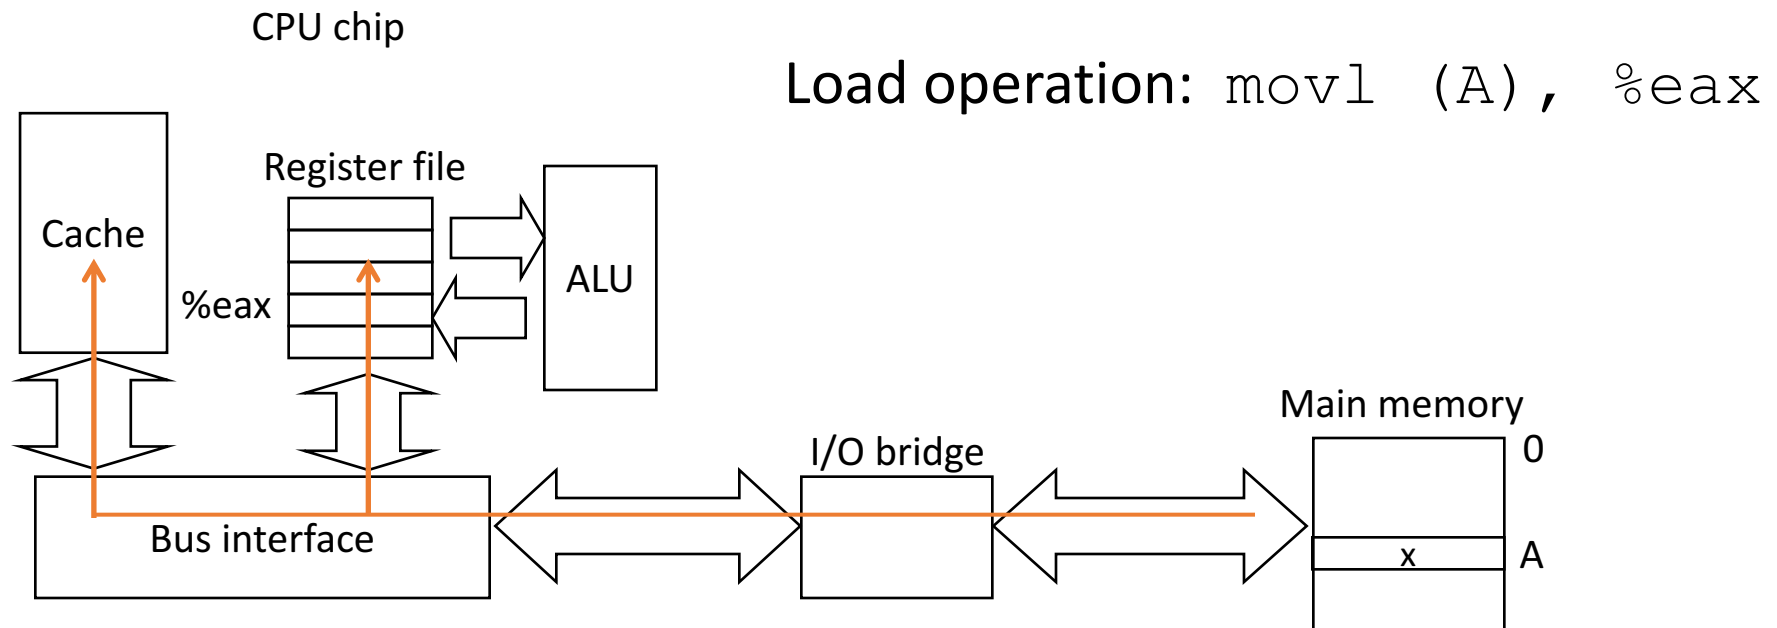 CPU chip
Load operation: movl (A), %eax
Register file
Cache
ALU
%eax
Main memory
0
I/O bridge
Bus interface
x
A